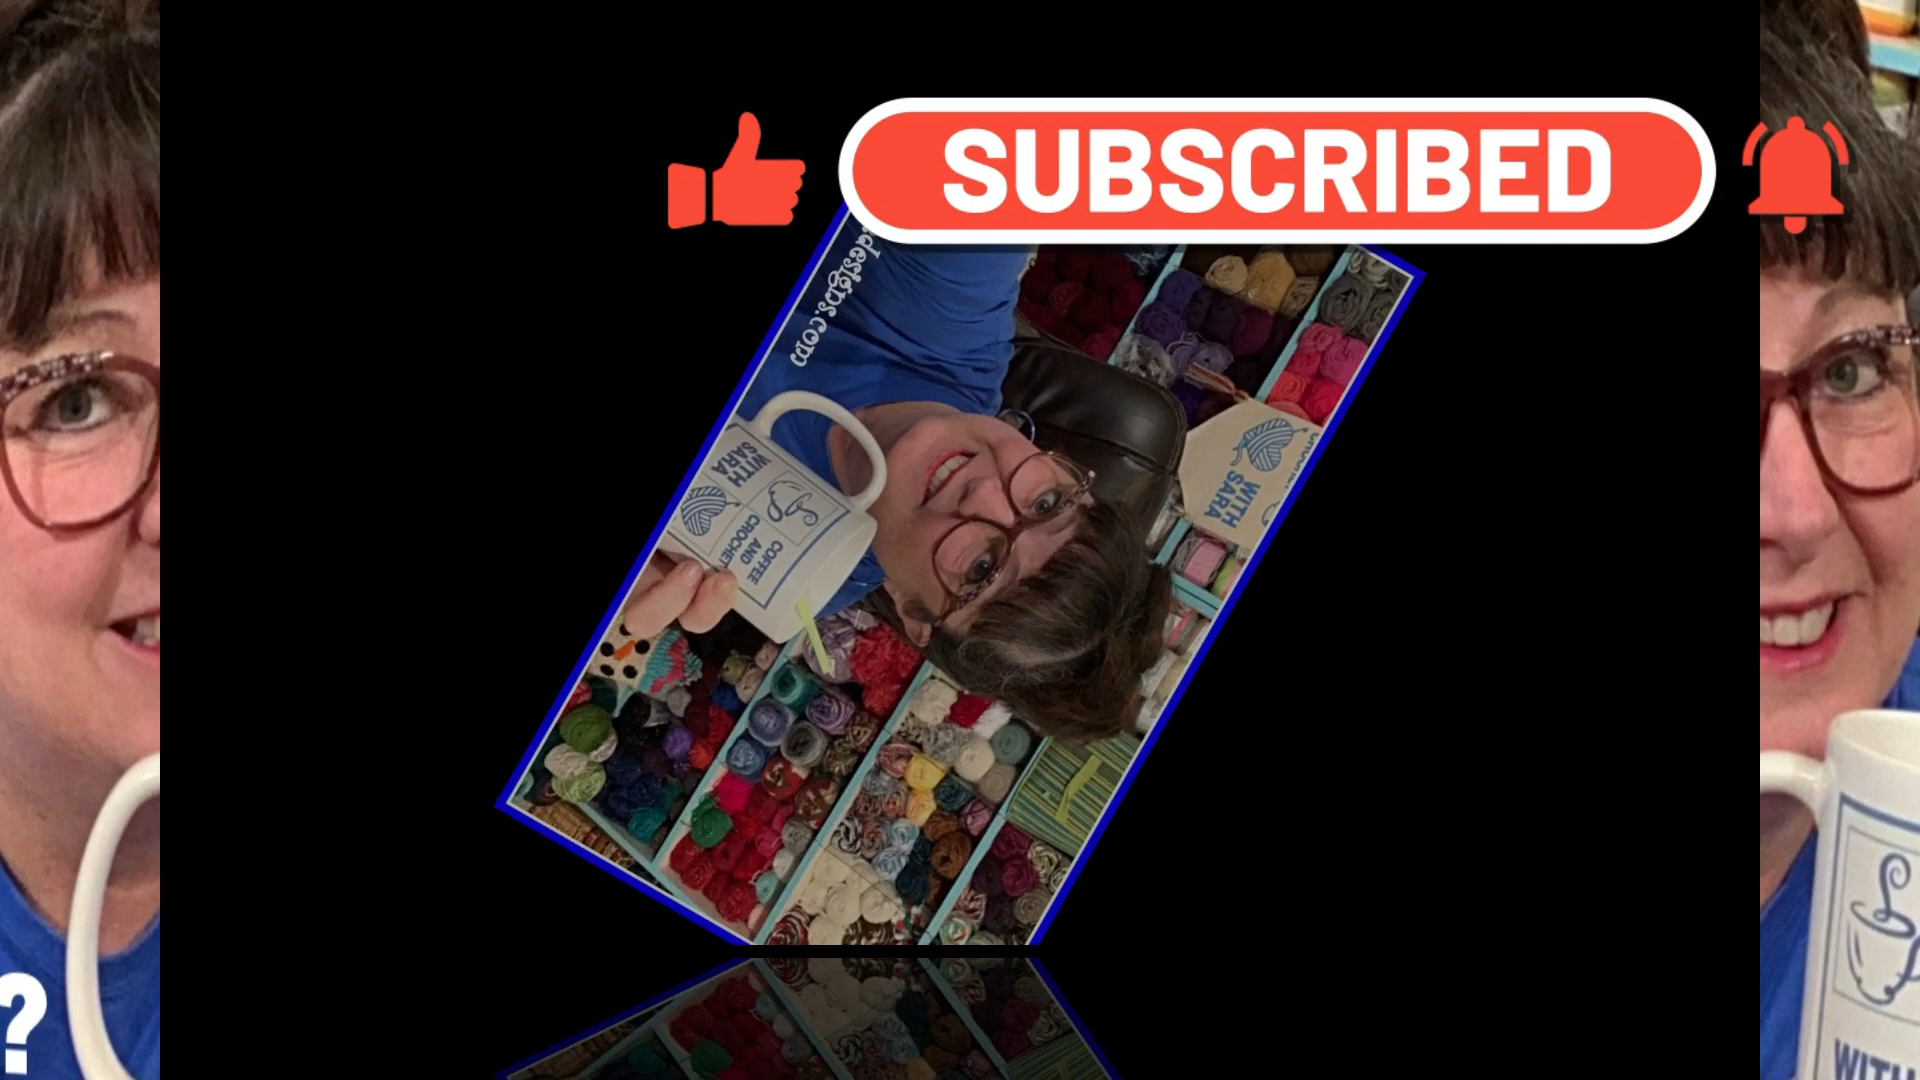 SUBSCRIBED
designs.com
WITH
SARA
COFFEE
AND
CROCHET
WITH
SARA
?
WITH